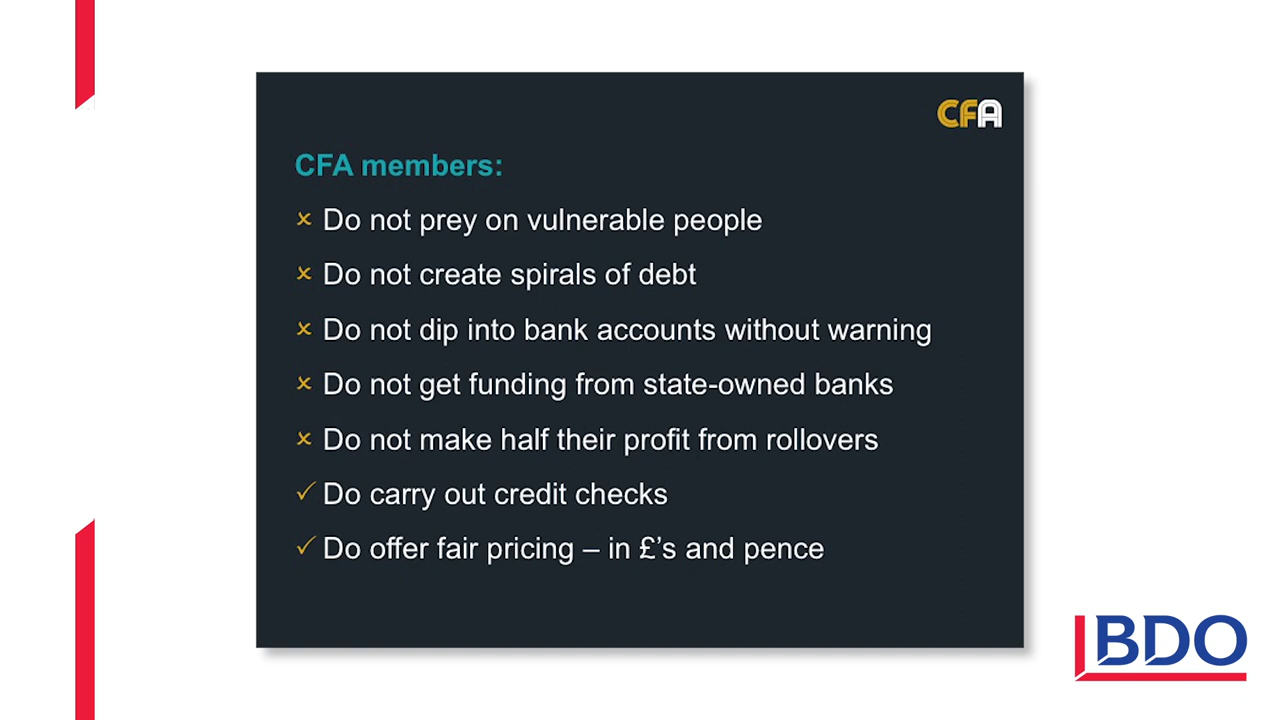 CFA
CFA members:
× Do not prey on vulnerable people
× Do not create spirals of debt
× Do not dip into bank accounts without warning
× Do not get funding from state-owned banks
× Do not make half their profit from rollovers
✓ Do carry out credit checks
✓ Do offer fair pricing – in £’s and pence
BDO